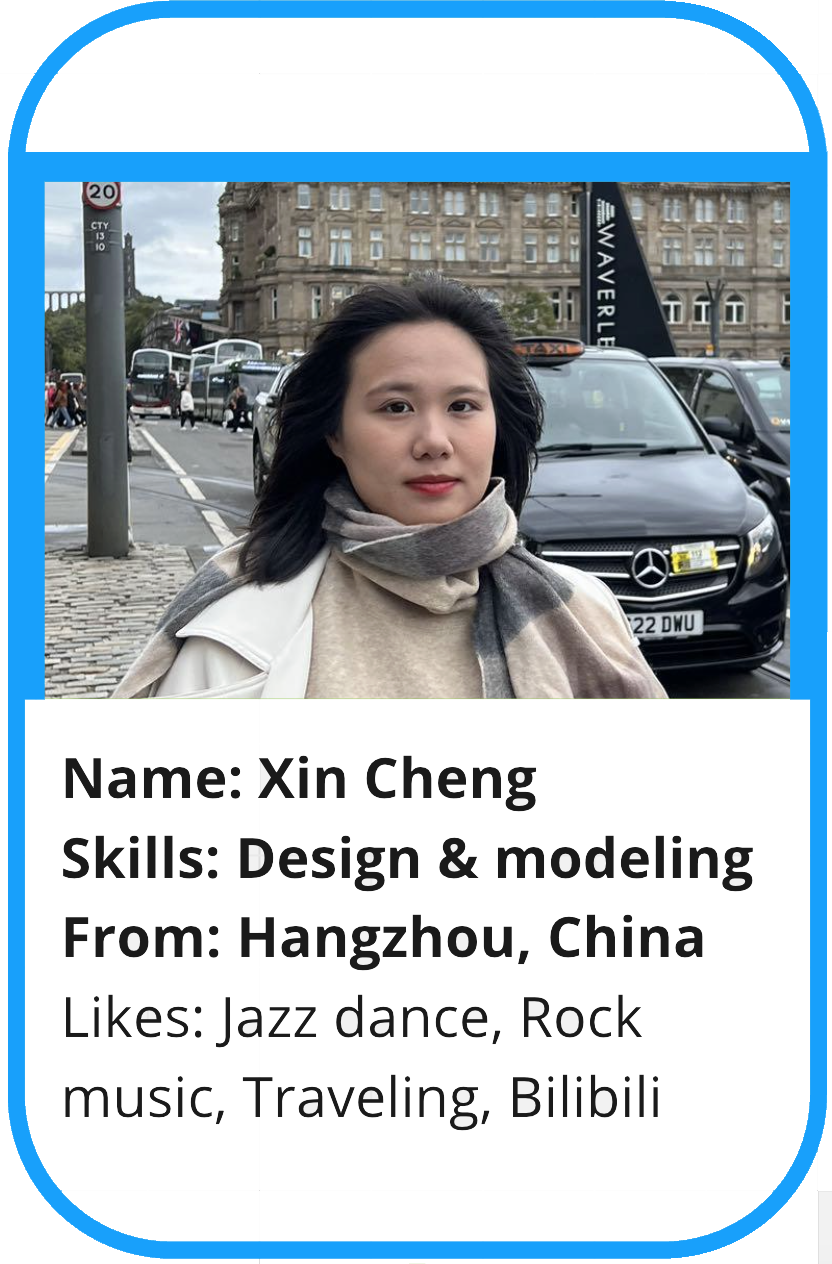 20
CTY
13
10
WAVERLE
TAXI
22 DWU
Name: Xin Cheng
Skills: Design & modeling
From: Hangzhou, China
Likes: Jazz dance, Rock
music, Traveling, Bilibili